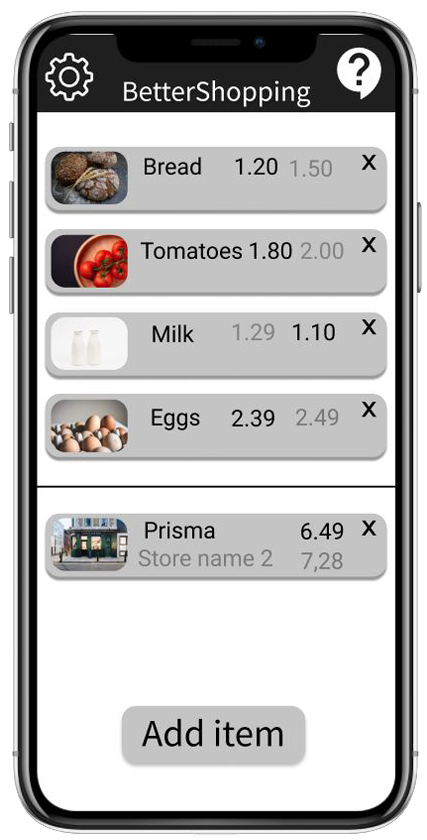 BetterShopping
?
Bread 1.20 1.50 X
Tomatoes 1.80 2.00 X
Milk 1.29 1.10 X
Eggs 2.39 2.49 X
Prisma 6.49 X
Store name 2 7,28
Add item